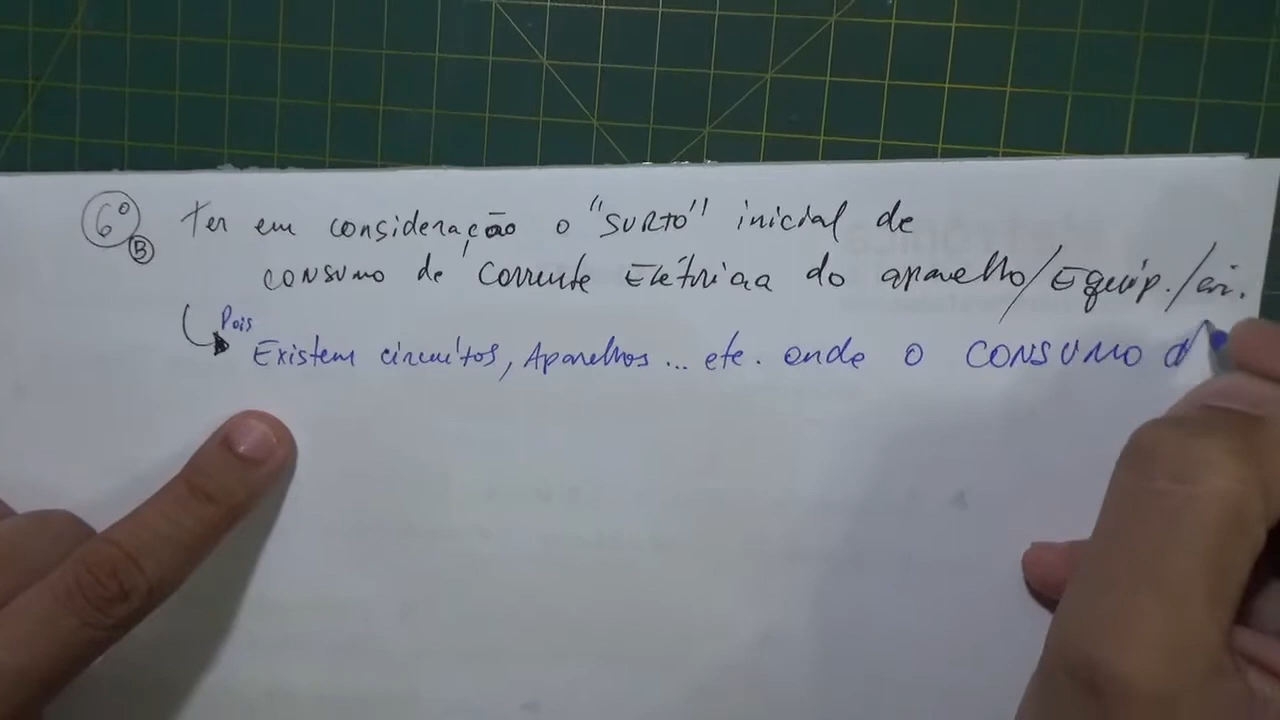 6º B Ter em consideração o "SURTO" inicial de
consumo de corrente Elétrica do aparelho/Equip./
Pois
Existem circuitos, Aparelhos... etc. onde o CONSUMO d